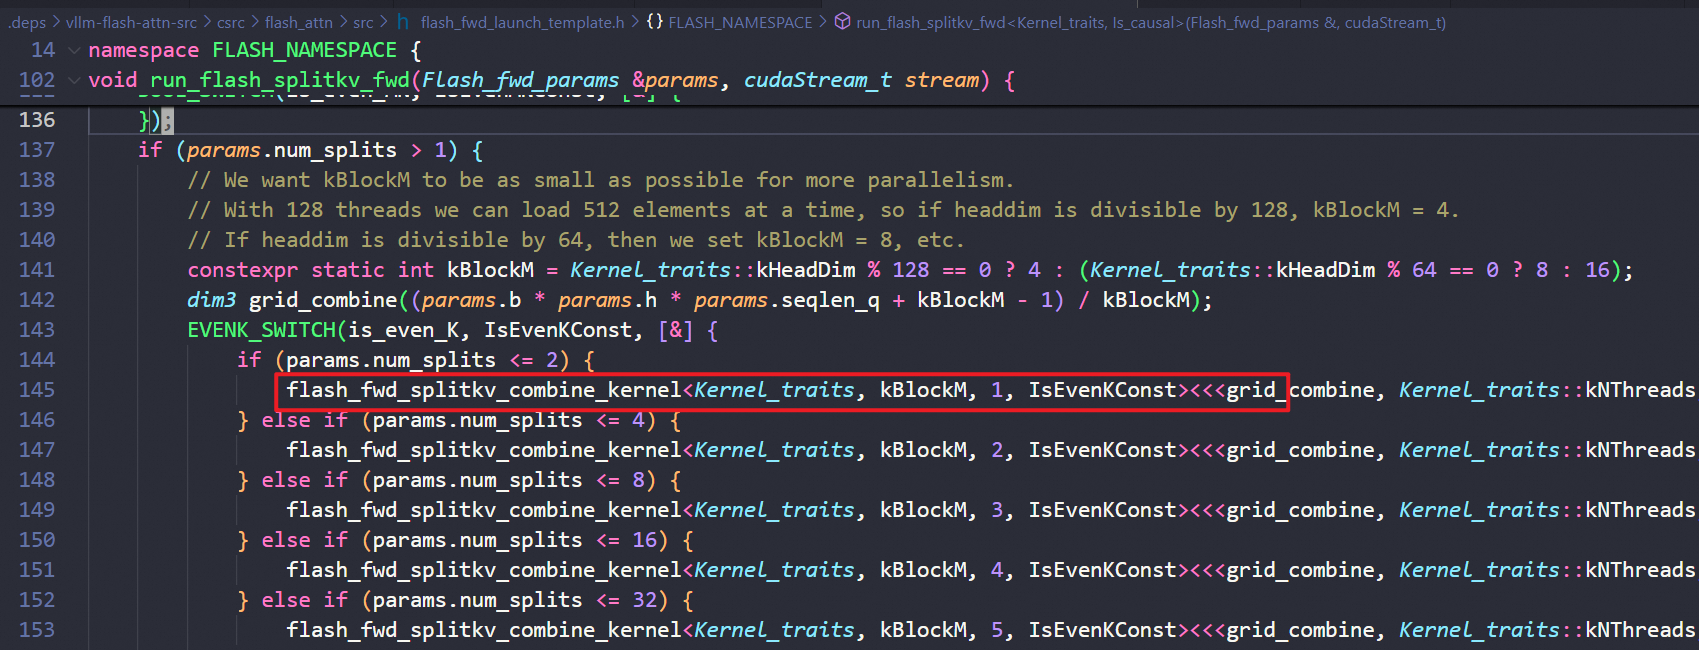 .deps > vllm-flash-attn-src > csrc > flash_attn > src > h flash_fwd_launch_template.h > {} FLASH_NAMESPACE > run_flash_splitkv_fwd<Kernel_traits, Is_causal>(Flash_fwd_params &, cudaStream_t)
14 namespace FLASH_NAMESPACE {
102 void run_flash_splitkv_fwd(Flash_fwd_params &params, cudaStream_t stream) {
136 });
137 if (params.num_splits > 1) {
138 // We want kBlockM to be as small as possible for more parallelism.
139 // With 128 threads we can load 512 elements at a time, so if headdim is divisible by 128, kBlockM = 4.
140 // If headdim is divisible by 64, then we set kBlockM = 8, etc.
141 constexpr static int kBlockM = Kernel_traits::kHeadDim % 128 == 0 ? 4 : (Kernel_traits::kHeadDim % 64 == 0 ? 8 : 16);
142 dim3 grid_combine((params.b * params.h * params.seqlen_q + kBlockM - 1) / kBlockM);
143 EVENK_SWITCH(is_even_K, IsEvenKConst, [&] {
144 if (params.num_splits <= 2) {
145 flash_fwd_splitkv_combine_kernel<Kernel_traits, kBlockM, 1, IsEvenKConst><<<grid_combine, Kernel_traits::kNThreads
146 } else if (params.num_splits <= 4) {
147 flash_fwd_splitkv_combine_kernel<Kernel_traits, kBlockM, 2, IsEvenKConst><<<grid_combine, Kernel_traits::kNThreads
148 } else if (params.num_splits <= 8) {
149 flash_fwd_splitkv_combine_kernel<Kernel_traits, kBlockM, 3, IsEvenKConst><<<grid_combine, Kernel_traits::kNThreads
150 } else if (params.num_splits <= 16) {
151 flash_fwd_splitkv_combine_kernel<Kernel_traits, kBlockM, 4, IsEvenKConst><<<grid_combine, Kernel_traits::kNThreads
152 } else if (params.num_splits <= 32) {
153 flash_fwd_splitkv_combine_kernel<Kernel_traits, kBlockM, 5, IsEvenKConst><<<grid_combine, Kernel_traits::kNThreads